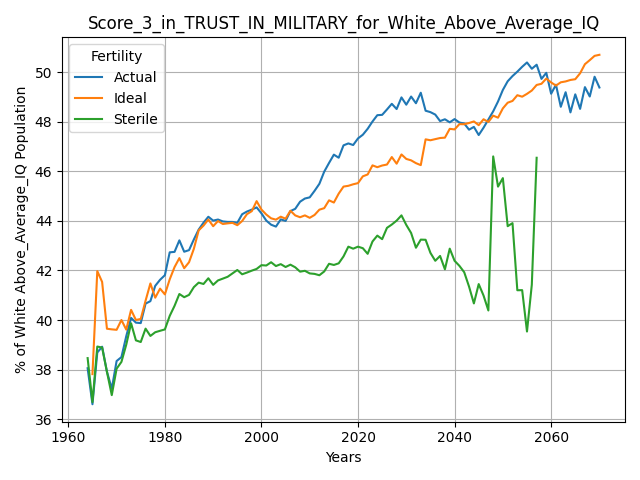 Score_3_in_TRUST_IN_MILITARY_for_White_Above_Average_IQ
% of White Above_Average_IQ Population
Fertility
Actual
Ideal
Sterile
50
48
46
44
42
40
38
36
1960
1980
2000
2020
2040
2060
Years